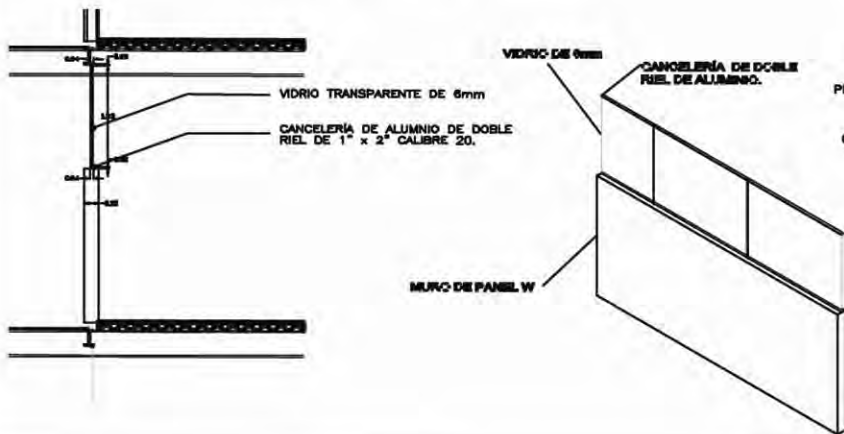 VIDRIO TRANSPARENTE DE 6mm
CANCELERÍA DE ALUMNIO DE DOBLE
RIEL DE 1" x 2" CALIBRE 20.
VIDRIO DE 6mm
CANCELERÍA DE DOBLE
RIEL DE ALUMINIO.
MURO DE PANEL W